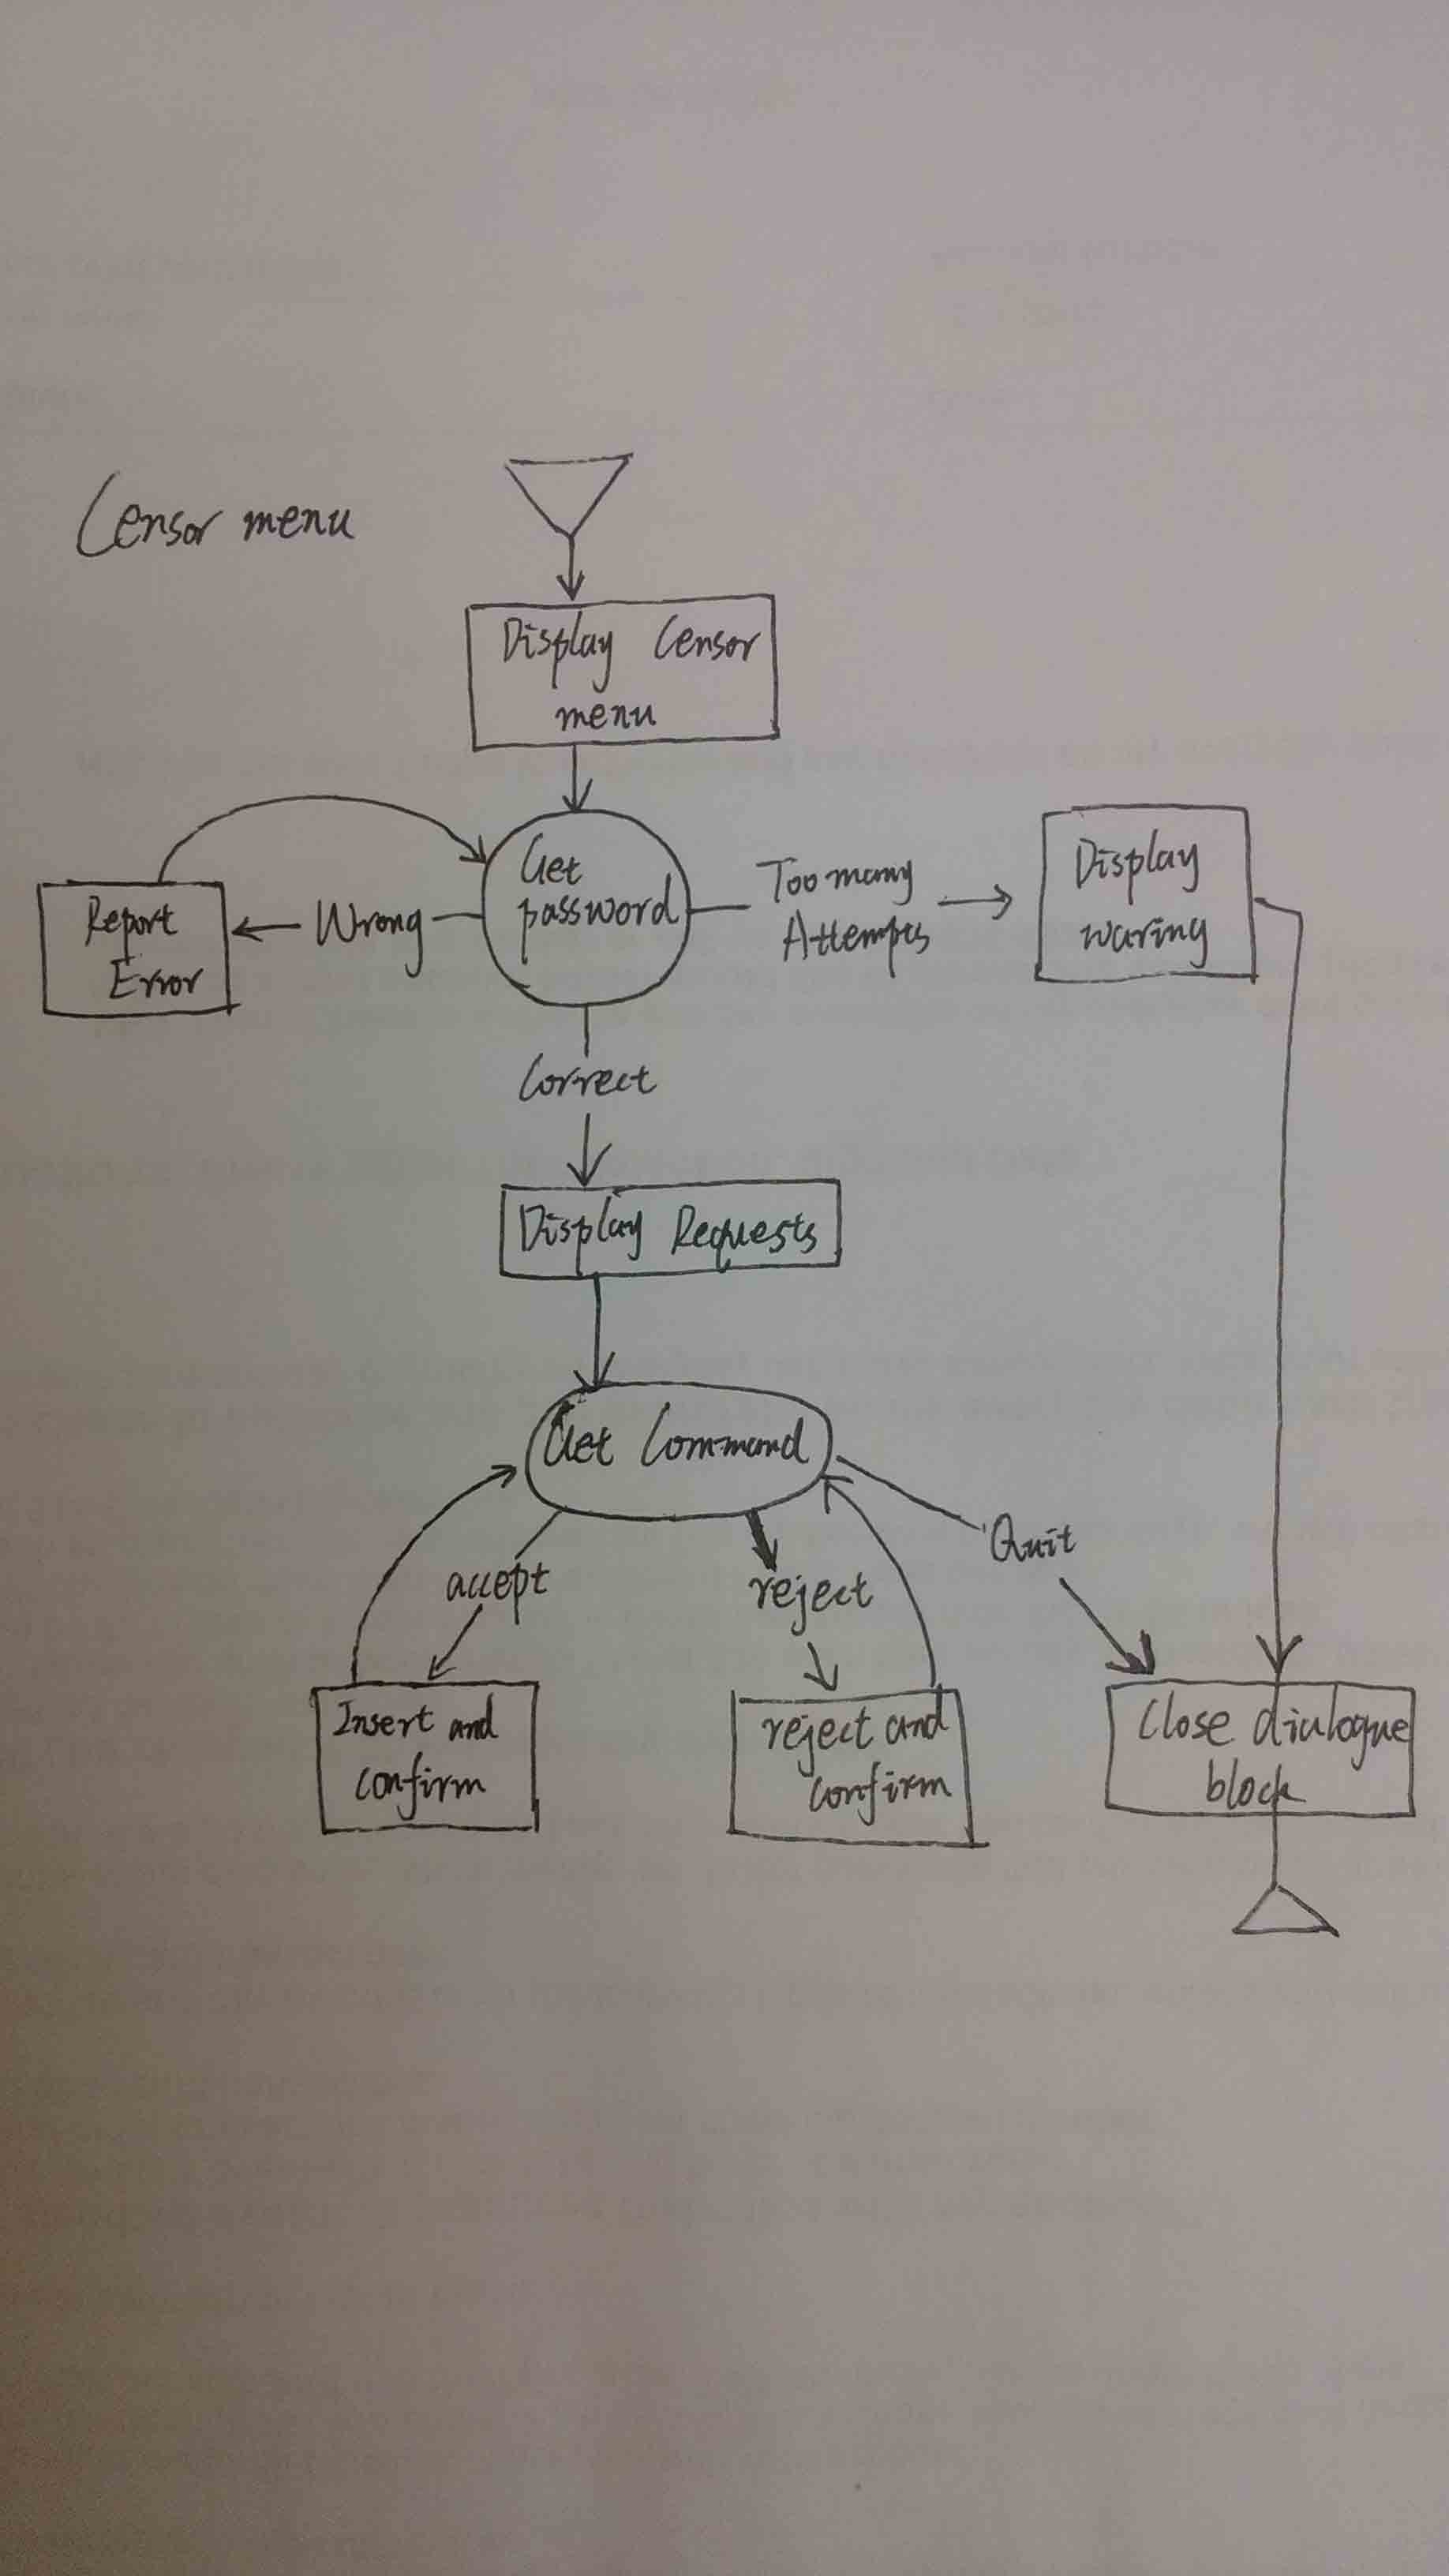 Censor menu
Display Censor
menu
Get
password
Wrong
Report
Error
Too many
Attempts
Display
waring
Correct
Display Requests
Get Command
accept
reject
Quit
Insert and
confirm
reject and
confirm
Close dialogue
block